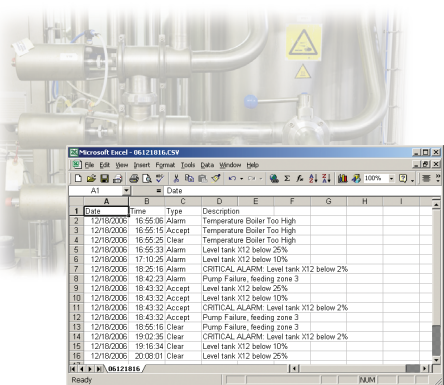 Microsoft Excel - 06121816.CSV
File Edit View Insert Format Tools Data Window Help
100%
A1 = Date
A B C D E F G H I
1 Date Time Type Description
2 12/18/2006 16:55:06 Alarm Temperature Boiler Too High
3 12/18/2006 16:55:15 Accept Temperature Boiler Too High
4 12/18/2006 16:55:25 Clear Temperature Boiler Too High
5 12/18/2006 16:55:33 Alarm Level tank X12 below 25%
6 12/18/2006 17:10:25 Alarm Level tank X12 below 10%
7 12/18/2006 18:25:16 Alarm CRITICAL ALARM: Level tank X12 below 2%
8 12/18/2006 18:42:23 Alarm Pump Failure, feeding zone 3
9 12/18/2006 18:43:32 Accept Level tank X12 below 25%
10 12/18/2006 18:43:32 Accept Level tank X12 below 10%
11 12/18/2006 18:43:32 Accept CRITICAL ALARM: Level tank X12 below 2%
12 12/18/2006 18:43:32 Accept Pump Failure, feeding zone 3
13 12/18/2006 18:55:16 Clear Pump Failure, feeding zone 3
14 12/18/2006 19:02:35 Clear CRITICAL ALARM: Level tank X12 below 2%
15 12/18/2006 19:16:34 Clear Level tank X12 below 10%
16 12/18/2006 20:08:01 Clear Level tank X12 below 25%
06121816
Ready NUM